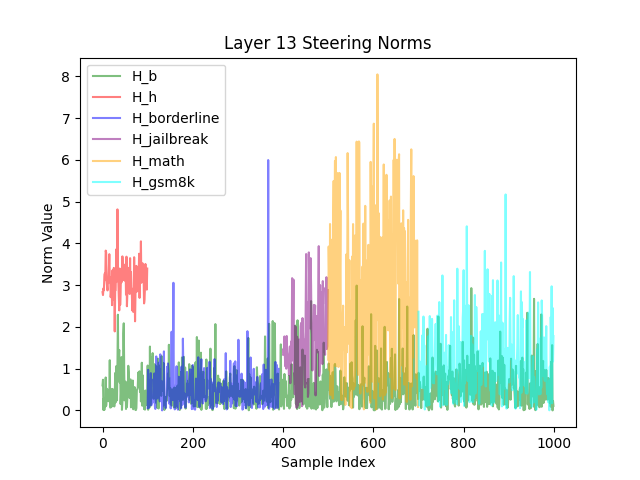 Layer 13 Steering Norms
H_b
H_h
H_borderline
H_jailbreak
H_math
H_gsm8k
Norm Value
8
7
6
5
4
3
2
1
0
0 200 400 600 800 1000
Sample Index